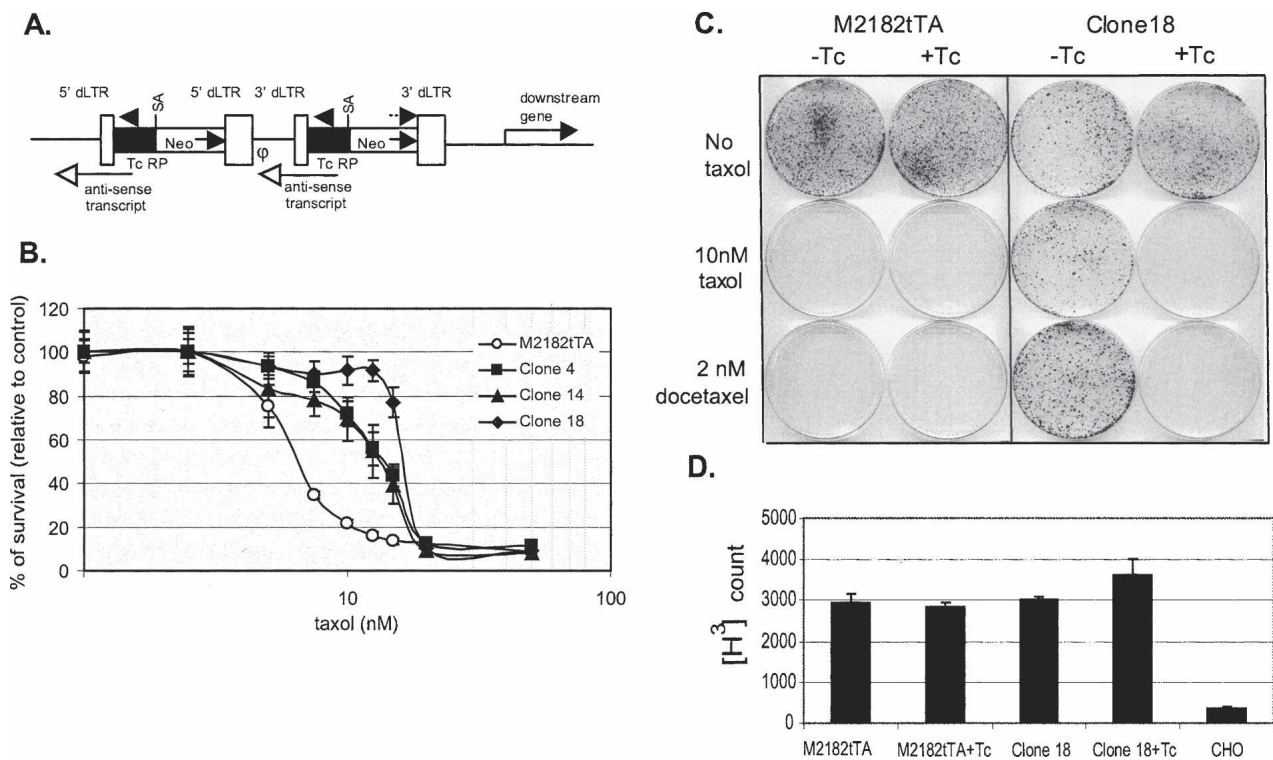 A.
5' dLTR
SA
5' dLTR
3' dLTR
SA
3' dLTR
downstream
gene
Neo
φ
Neo
Tc RP
Tc RP
anti-sense
transcript
anti-sense
transcript
B.
% of survival (relative to control)
120
100
80
60
40
20
0
10
100
taxol (nM)
M2182tTA
Clone 4
Clone 14
Clone 18
C.
M2182tTA
Clone18
-Tc
+Tc
-Tc
+Tc
No
taxol
10nM
taxol
2 nM
docetaxel
D.
[H³] count
5000
4000
3000
2000
1000
0
M2182tTA
M2182tTA+Tc
Clone 18
Clone 18+Tc
CHO